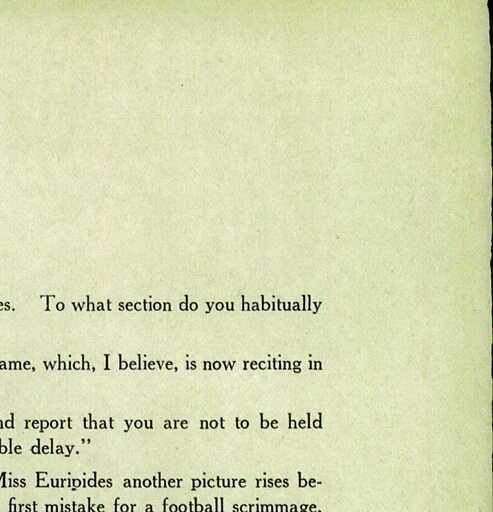 es. To what section do you habitually
ame, which, I believe, is now reciting in
nd report that you are not to be held
ble delay."
Miss Euripides another picture rises be-
first mistake for a football scrimmage.